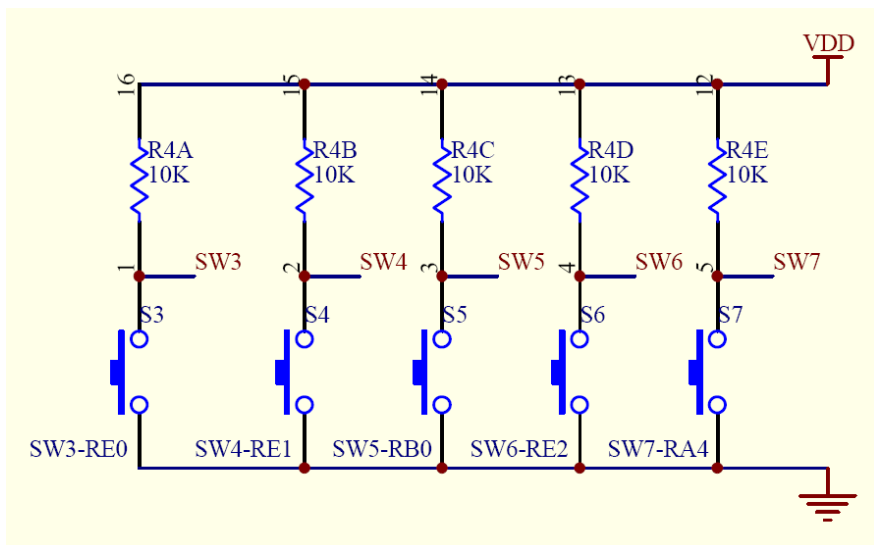 VDD
16 15 14 13 12
R4A R4B R4C R4D R4E
10K 10K 10K 10K 10K
1 2 3 4 5
SW3 SW4 SW5 SW6 SW7
S3 S4 S5 S6 S7
SW3-RE0 SW4-RE1 SW5-RB0 SW6-RE2 SW7-RA4